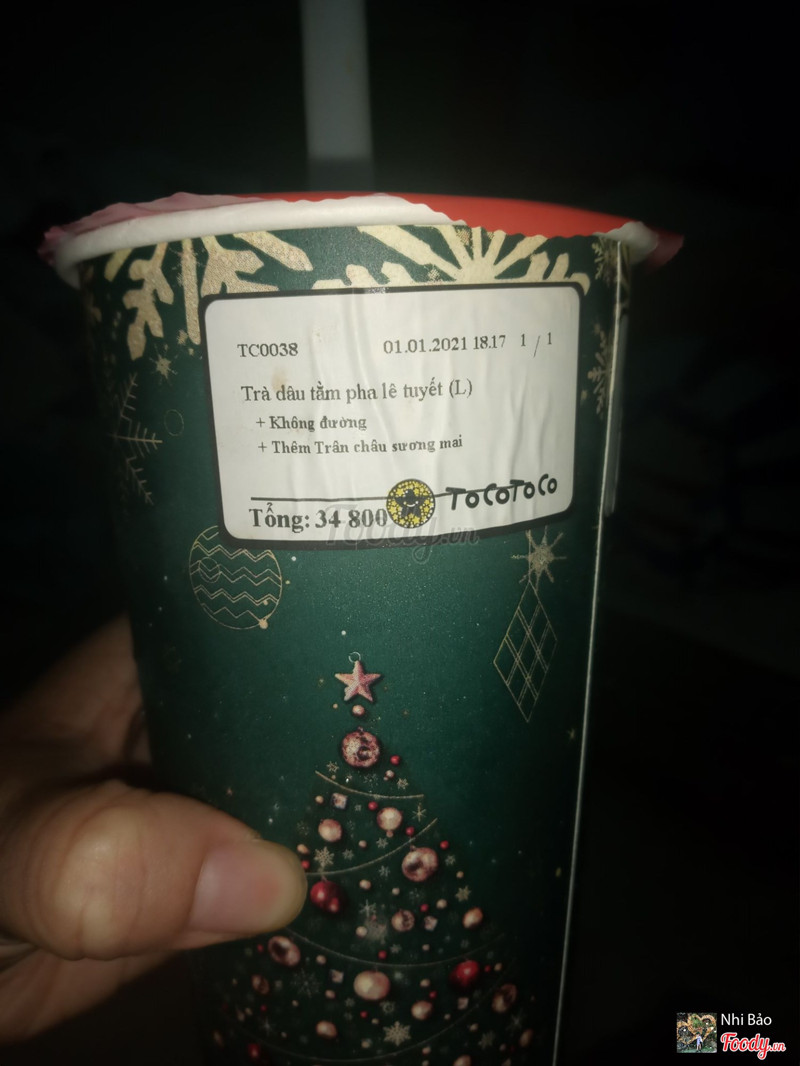 TC0038 01.01.2021 18.17 1 / 1
Trà dâu tằm pha lê tuyết (L)
+ Không đường
+ Thêm Trân châu sương mai
Tổng: 34 800 ToCoToCo
Foody.vn
Nhi Bảo
Foody.vn